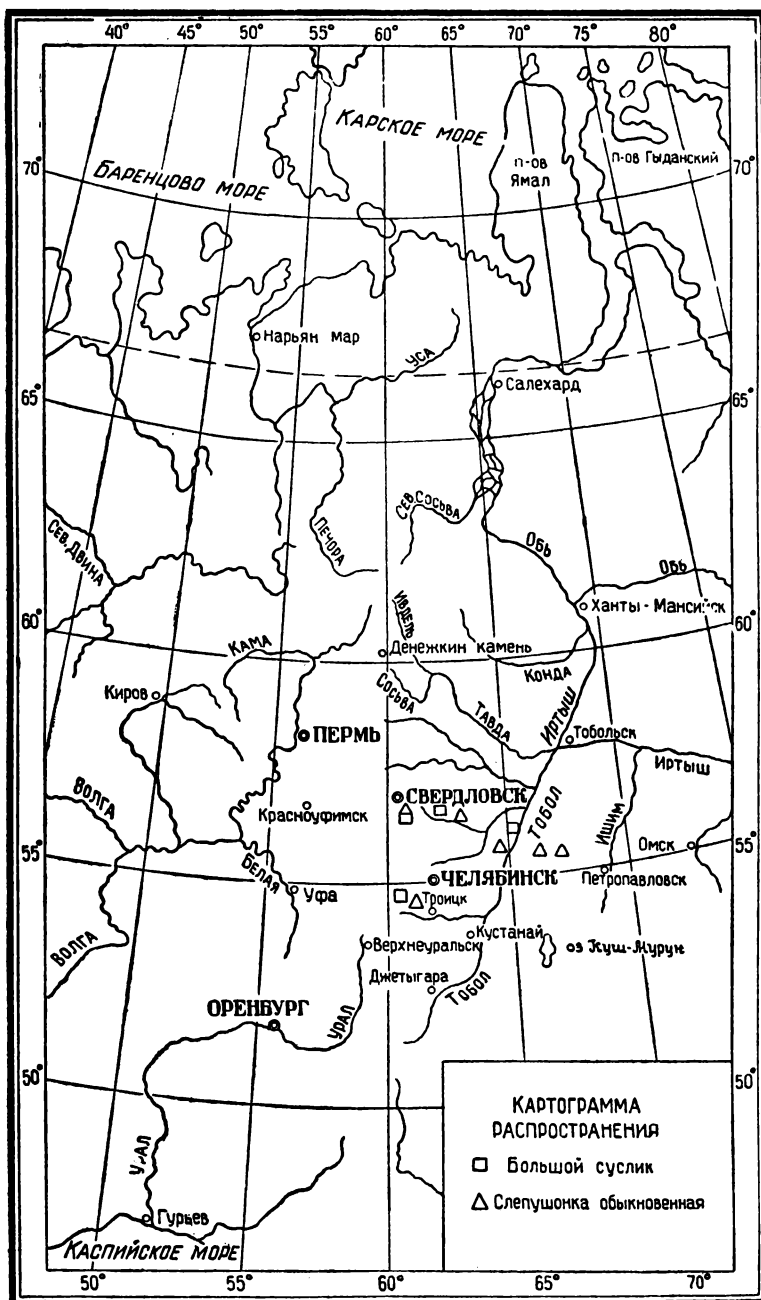 40° 45° 50° 55° 60° 65° 70° 75° 80°
КАРСКОЕ МОРЕ
БАРЕНЦОВО МОРЕ
П-ОВ
ЯМАЛ
П-ОВ ГЫДАНСКИЙ
70° 70°
Нарьян мар
УСА
Салехард
65° 65°
СЕВ. СОСЬВА
ПЕЧОРА
СЕВ. ДВИНА
ОБЬ
ОБЬ
Ханты-Мансийск
60° 60°
ИВДЕЛЬ
Денежкин камень
КАМА
КОНДА
СОСЬВА
Киров
ТАВДА
ИРТЫШ
Тобольск
ПЕРМЬ
ИРТЫШ
ВОЛГА
СВЕРДЛОВСК
Красноуфимск
ТОБОЛ
ИШИМ
Омск
55° 55°
БЕЛАЯ
ЧЕЛЯБИНСК
Петропавловск
Уфа
Троицк
ВОЛГА
Верхнеуральск
Кустанай
оз Куш-Мурун
Джетыгара
ТОБОЛ
ОРЕНБУРГ
УРАЛ
50° 50°
КАРТОГРАММА
РАСПРОСТРАНЕНИЯ
Большой суслик
Слепушонка обыкновенная
УРАЛ
Гурьев
КАСПИЙСКОЕ МОРЕ
50° 55° 60° 65° 70°